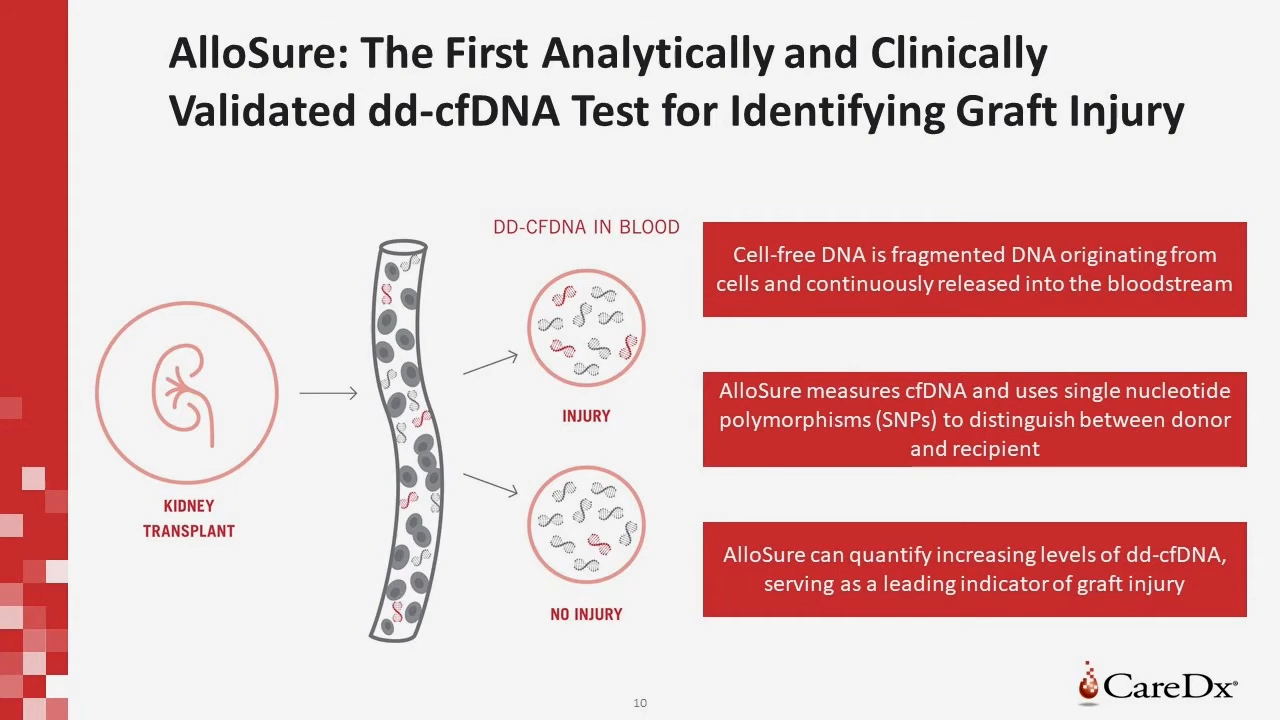 AlloSure: The First Analytically and Clinically
Validated dd-cfDNA Test for Identifying Graft Injury
DD-CFDNA IN BLOOD
KIDNEY
TRANSPLANT
INJURY
NO INJURY
Cell-free DNA is fragmented DNA originating from
cells and continuously released into the bloodstream
AlloSure measures cfDNA and uses single nucleotide
polymorphisms (SNPs) to distinguish between donor
and recipient
AlloSure can quantify increasing levels of dd-cfDNA,
serving as a leading indicator of graft injury
10
CareDx®